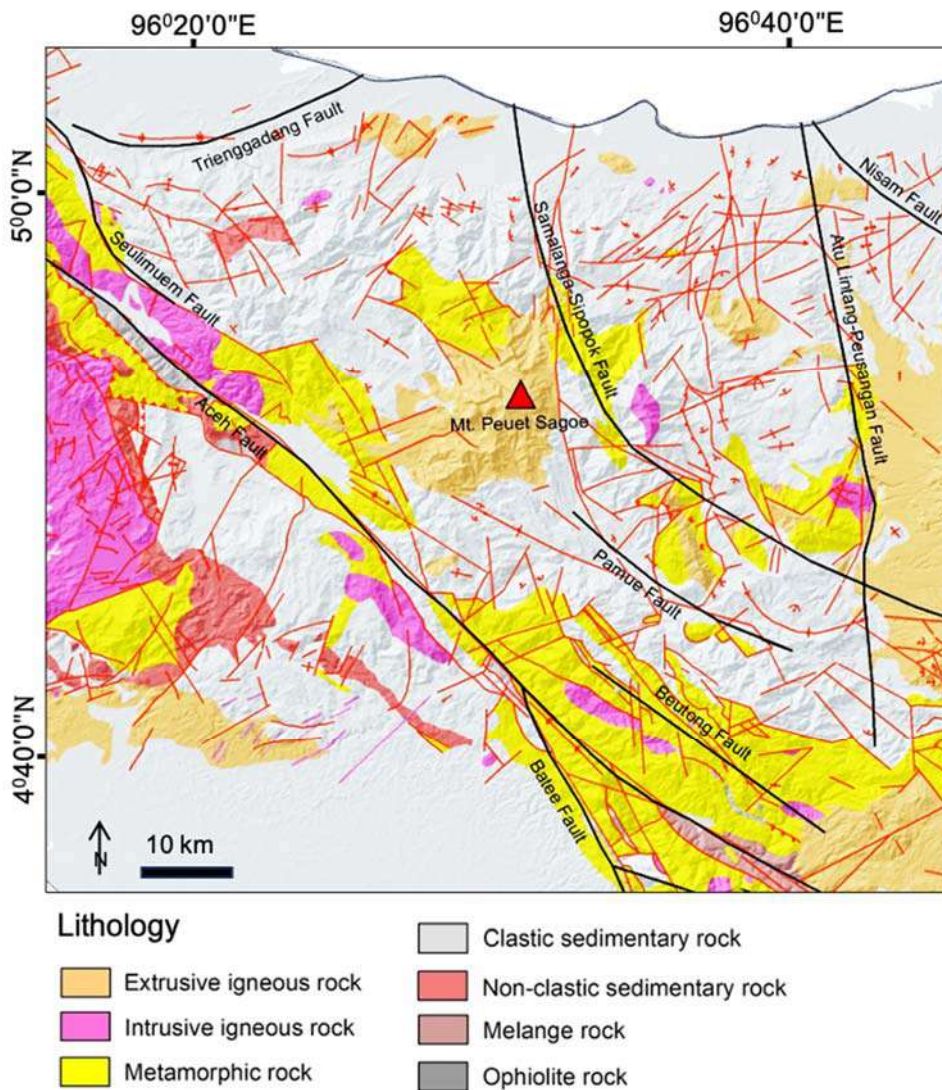 96⁰20'0"E
96⁰40'0"E
5⁰0'0"N
4⁰40'0"N
Trienggadeng Fault
Nisam Fault
Seulimuem Fault
Samalanga-Sipopok Fault
Atu Lintang-Peusangan Fault
Aceh Fault
Mt. Peuet Sagoe
Pamue Fault
Beutong Fault
Batee Fault
N
10 km
Lithology
Extrusive igneous rock
Intrusive igneous rock
Metamorphic rock
Clastic sedimentary rock
Non-clastic sedimentary rock
Melange rock
Ophiolite rock